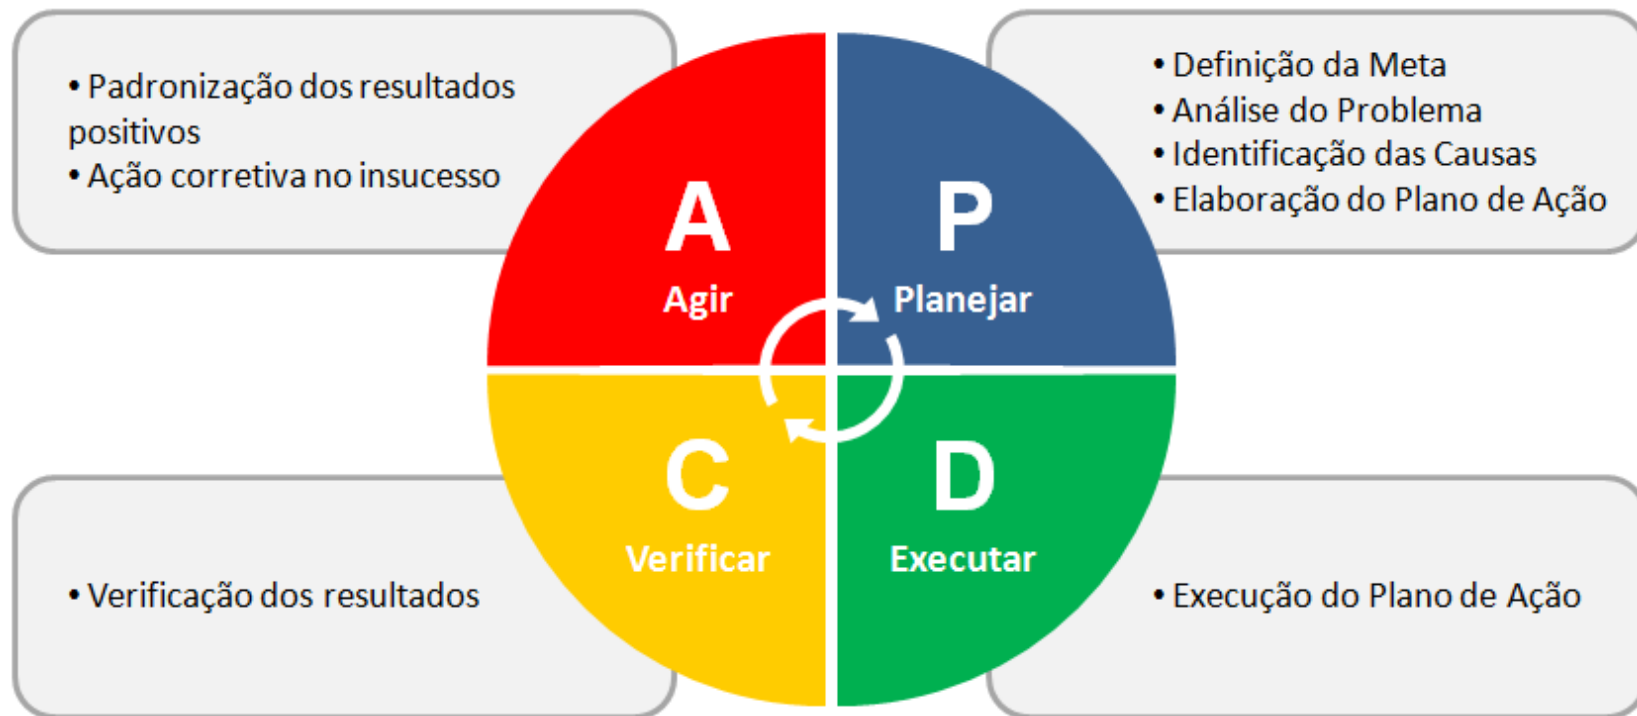 • Padronização dos resultados
positivos
• Ação corretiva no insucesso
A
Agir
P
Planejar
• Definição da Meta
• Análise do Problema
• Identificação das Causas
• Elaboração do Plano de Ação
• Verificação dos resultados
C
Verificar
D
Executar
• Execução do Plano de Ação